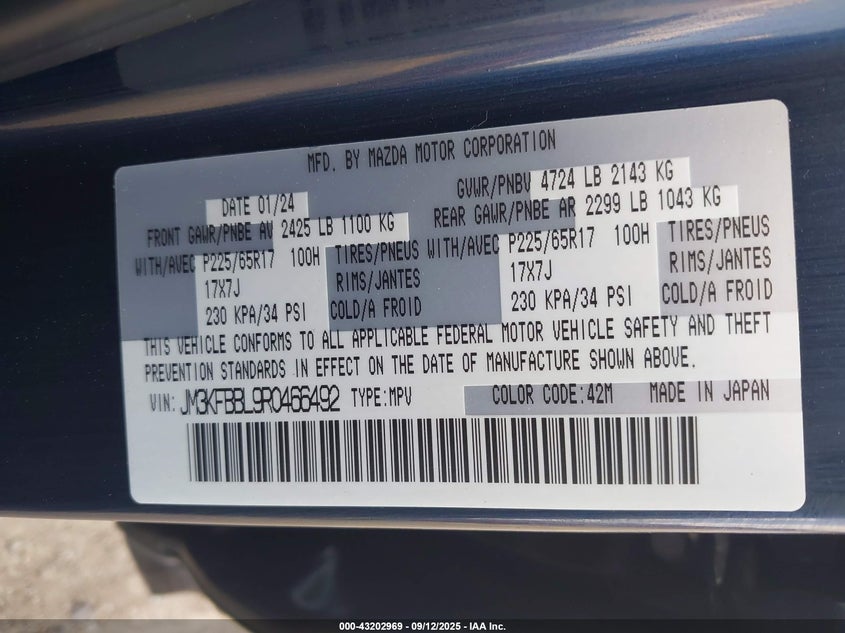 MFD. BY MAZDA MOTOR CORPORATION
DATE 01/24 GVWR/PNBV 4724 LB 2143 KG
FRONT GAWR/PNBE AV 2425 LB 1100 KG REAR GAWR/PNBE AR 2299 LB 1043 KG
WITH/AVEC P225/65R17 100H TIRES/PNEUS WITH/AVEC P225/65R17 100H TIRES/PNEUS
17X7J RIMS/JANTES 17X7J RIMS/JANTES
230 KPA/34 PSI COLD/A FROID 230 KPA/34 PSI COLD/A FROID
THIS VEHICLE CONFORMS TO ALL APPLICABLE FEDERAL MOTOR VEHICLE SAFETY AND THEFT
PREVENTION STANDARDS IN EFFECT ON THE DATE OF MANUFACTURE SHOWN ABOVE.
VIN: JM3KFBBL9R0466492 TYPE:MPV COLOR CODE:42M MADE IN JAPAN
000-43202969 - 09/12/2025 - IAA Inc.